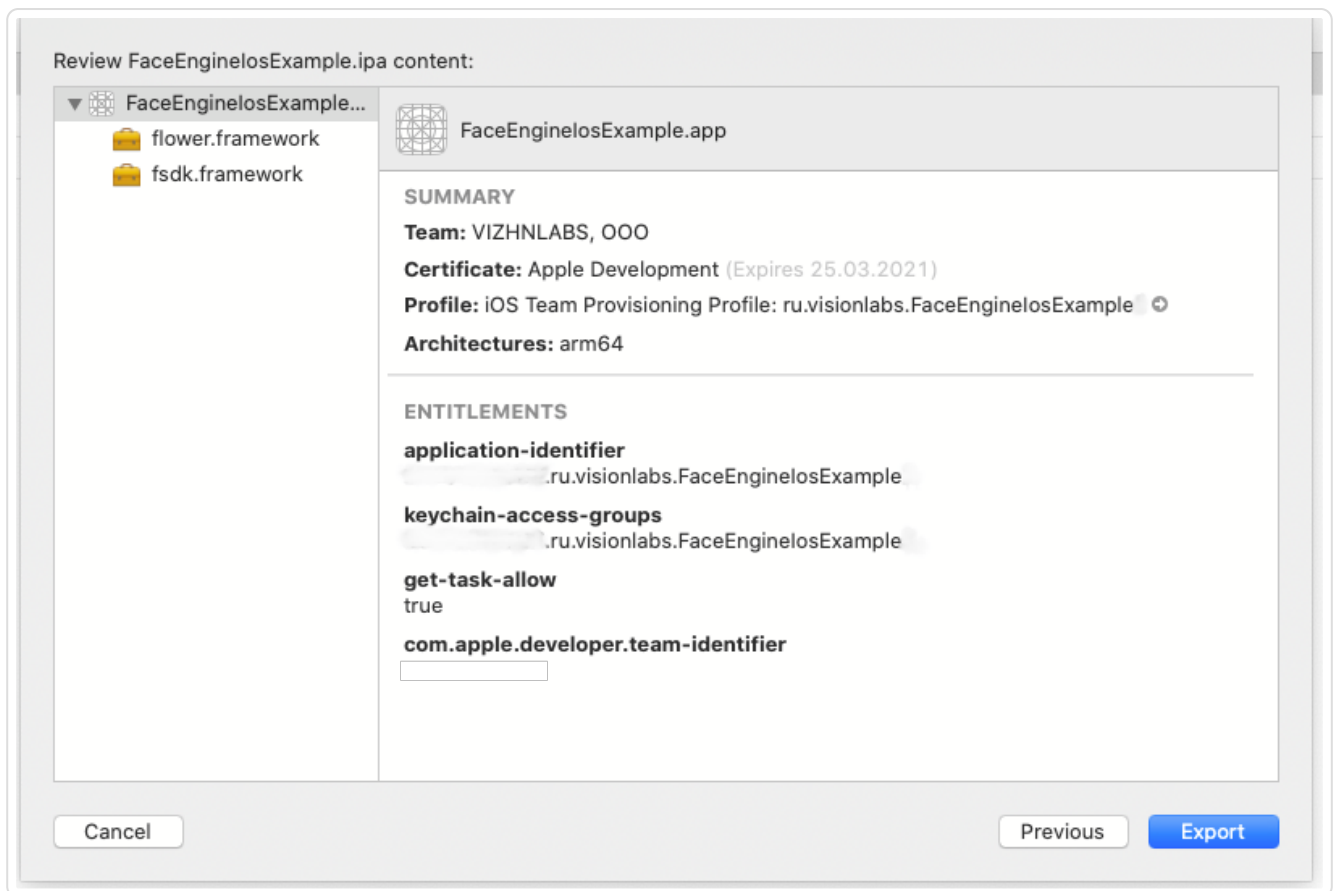 Review FaceEngineIosExample.ipa content:
FaceEngineIosExample...
flower.framework
fsdk.framework
FaceEngineIosExample.app
SUMMARY
Team: VIZHNLABS, OOO
Certificate: Apple Development (Expires 25.03.2021)
Profile: iOS Team Provisioning Profile: ru.visionlabs.FaceEngineIosExample
Architectures: arm64
ENTITLEMENTS
application-identifier
.ru.visionlabs.FaceEngineIosExample
keychain-access-groups
.ru.visionlabs.FaceEngineIosExample
get-task-allow
true
com.apple.developer.team-identifier
Cancel
Previous
Export